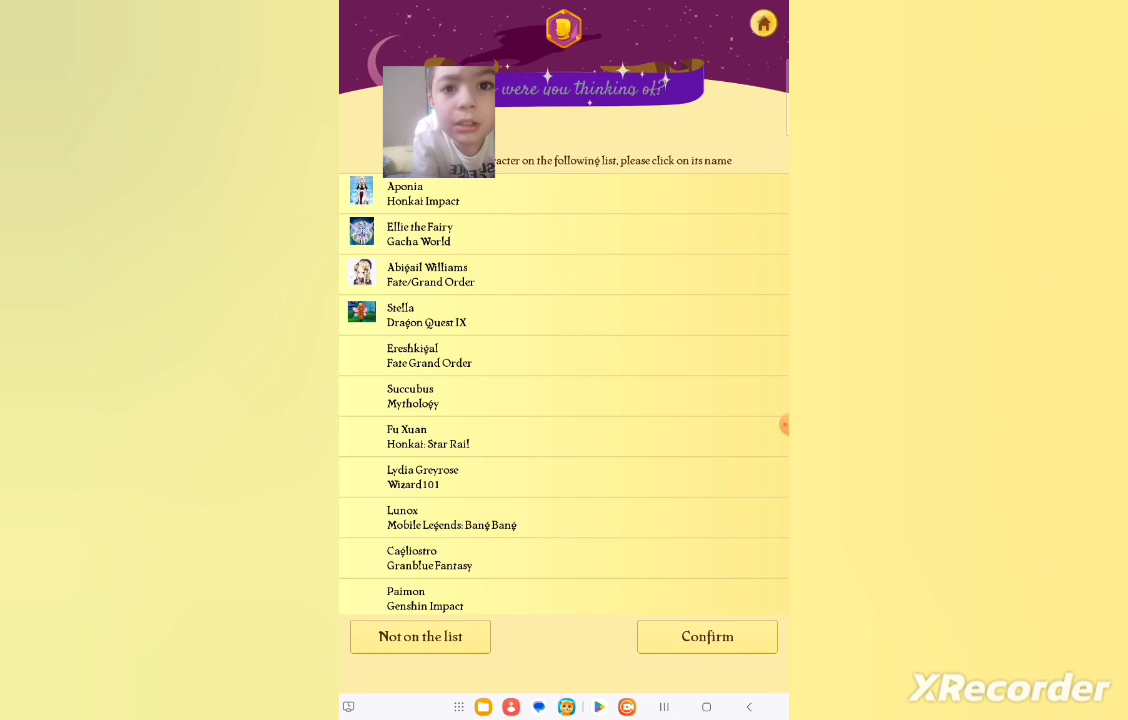 were you thinking of?
acter on the following list, please click on its name
Aponia
Honkai Impact
Ellie the Fairy
Gacha World
Abigail Williams
Fate/Grand Order
Stella
Dragon Quest IX
Ereshkigal
Fate Grand Order
Succubus
Mythology
Fu Xuan
Honkai: Star Rail
Lydia Greyrose
Wizard101
Lunox
Mobile Legends: Bang Bang
Cagliostro
Granblue Fantasy
Paimon
Genshin Impact
Not on the list
Confirm
XRecorder